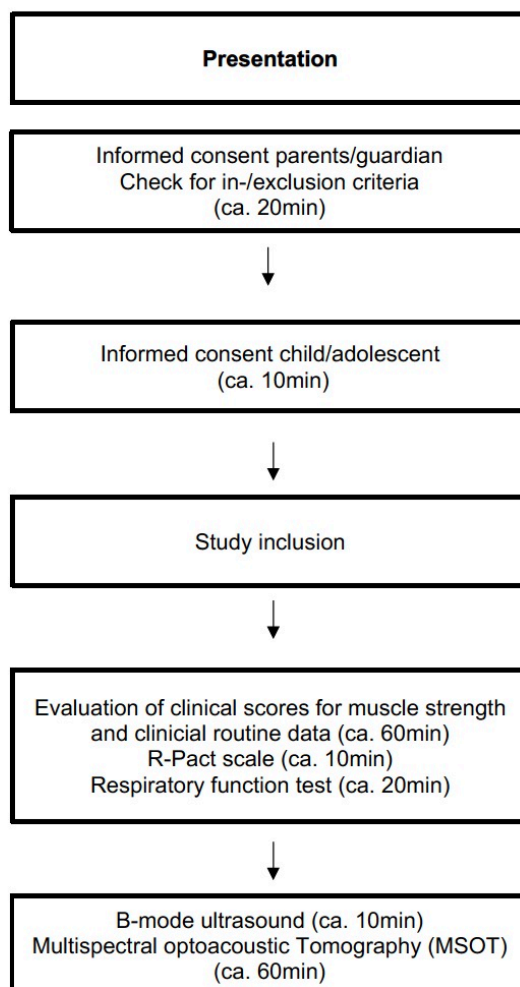 Presentation
Informed consent parents/guardian
Check for in-/exclusion criteria
(ca. 20min)
Informed consent child/adolescent
(ca. 10min)
Study inclusion
Evaluation of clinical scores for muscle strength
and clinicial routine data (ca. 60min)
R-Pact scale (ca. 10min)
Respiratory function test (ca. 20min)
B-mode ultrasound (ca. 10min)
Multispectral optoacoustic Tomography (MSOT)
(ca. 60min)